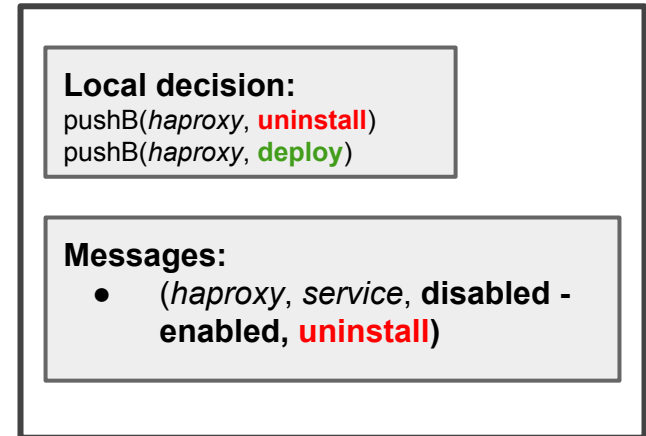 Local decision:
pushB(haproxy, uninstall)
pushB(haproxy, deploy)
Messages:
● (haproxy, service, disabled -
enabled, uninstall)